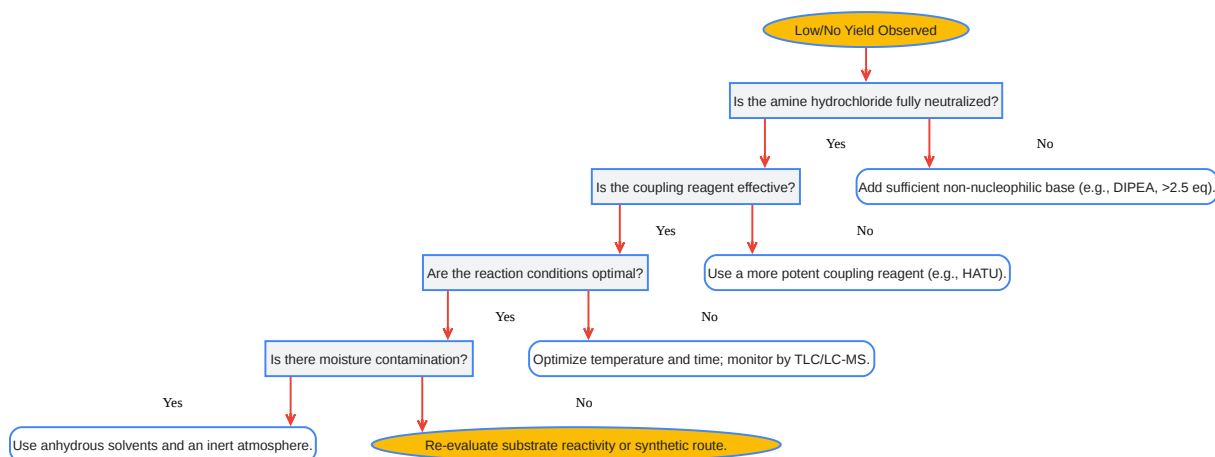 Low/No Yield Observed
Is the amine hydrochloride fully neutralized?
Yes
No
Is the coupling reagent effective?
Add sufficient non-nucleophilic base (e.g., DIPEA, >2.5 eq).
Yes
No
Are the reaction conditions optimal?
Use a more potent coupling reagent (e.g., HATU).
Yes
No
Is there moisture contamination?
Optimize temperature and time; monitor by TLC/LC-MS.
Yes
No
Use anhydrous solvents and an inert atmosphere.
Re-evaluate substrate reactivity or synthetic route.